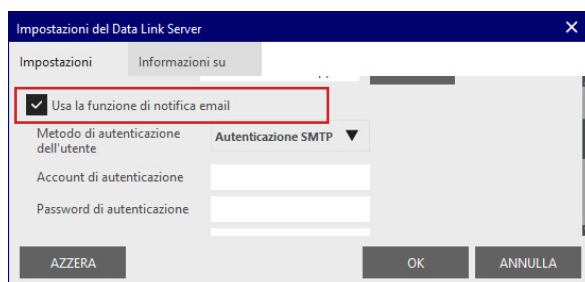 Impostazioni del Data Link Server
Impostazioni Informazioni su
Usa la funzione di notifica email
Metodo di autenticazione
dell'utente
Autenticazione SMTP
Account di autenticazione
Password di autenticazione
AZZERA OK ANNULLA